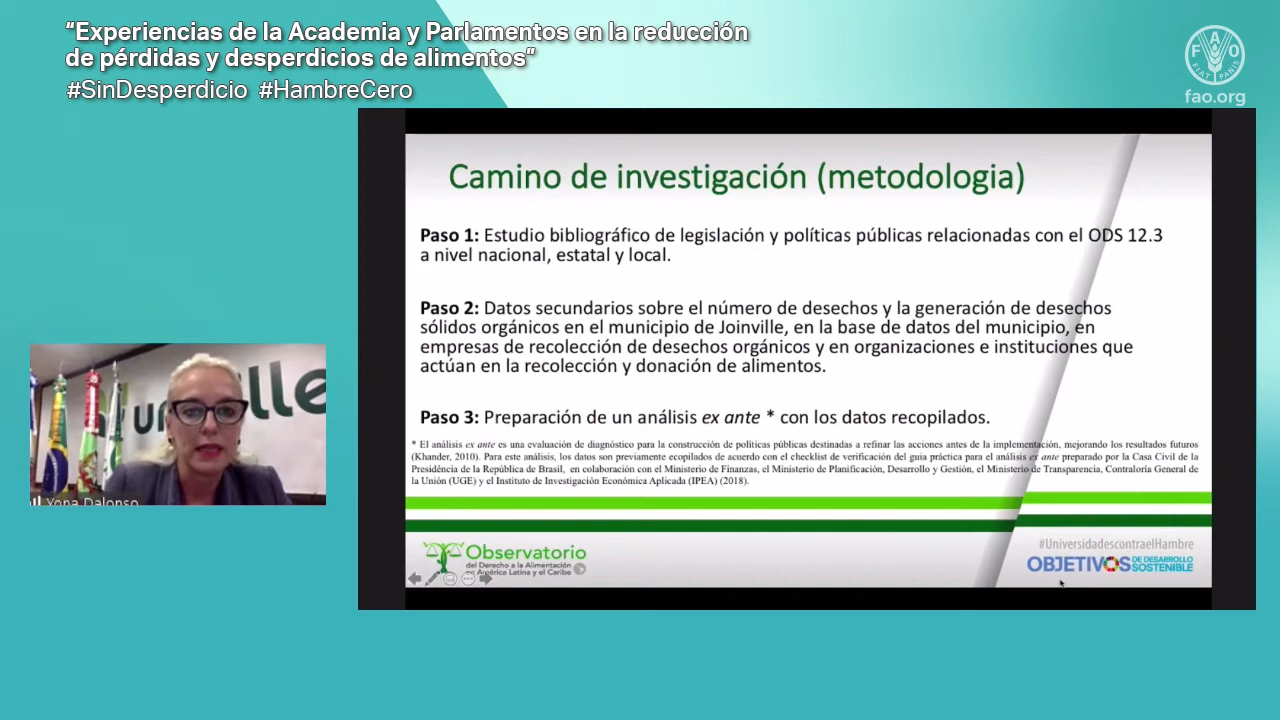 “Experiencias de la Academia y Parlamentos en la reducción
de pérdidas y desperdicios de alimentos”
#SinDesperdicio #HambreCero
F A O
FIAT PANIS
fao.org
Camino de investigación (metodologia)
Paso 1: Estudio bibliográfico de legislación y políticas públicas relacionadas con el ODS 12.3
a nivel nacional, estatal y local.
Paso 2: Datos secundarios sobre el número de desechos y la generación de desechos
sólidos orgánicos en el municipio de Joinville, en la base de datos del municipio, en
empresas de recolección de desechos orgánicos y en organizaciones e instituciones que
actúan en la recolección y donación de alimentos.
Paso 3: Preparación de un análisis ex ante * con los datos recopilados.
* El análisis ex ante es una evaluación de diagnóstico para la construcción de políticas públicas destinadas a refinar las acciones antes de la implementación, mejorando los resultados futuros
(Khander, 2010). Para este análisis, los datos son previamente ecopilados de acuerdo con el checklist de verificación del guia práctica para el análisis ex ante preparado por la Casa Civil de la
Presidência de la República de Brasil, en colaboración con el Ministerio de Finanzas, el Ministerio de Planificación, Desarrollo y Gestión, el Ministerio de Transparencia, Contraloría General de
la Unión (UGE) y el Instituto de Investigación Económica Aplicada (IPEA) (2018).
Observatorio
del Derecho a la Alimentación
en América Latina y el Caribe
#UniversidadescontraelHambre
OBJETIVOS DE DESARROLLO
SOSTENIBLE
Yona Dalonso